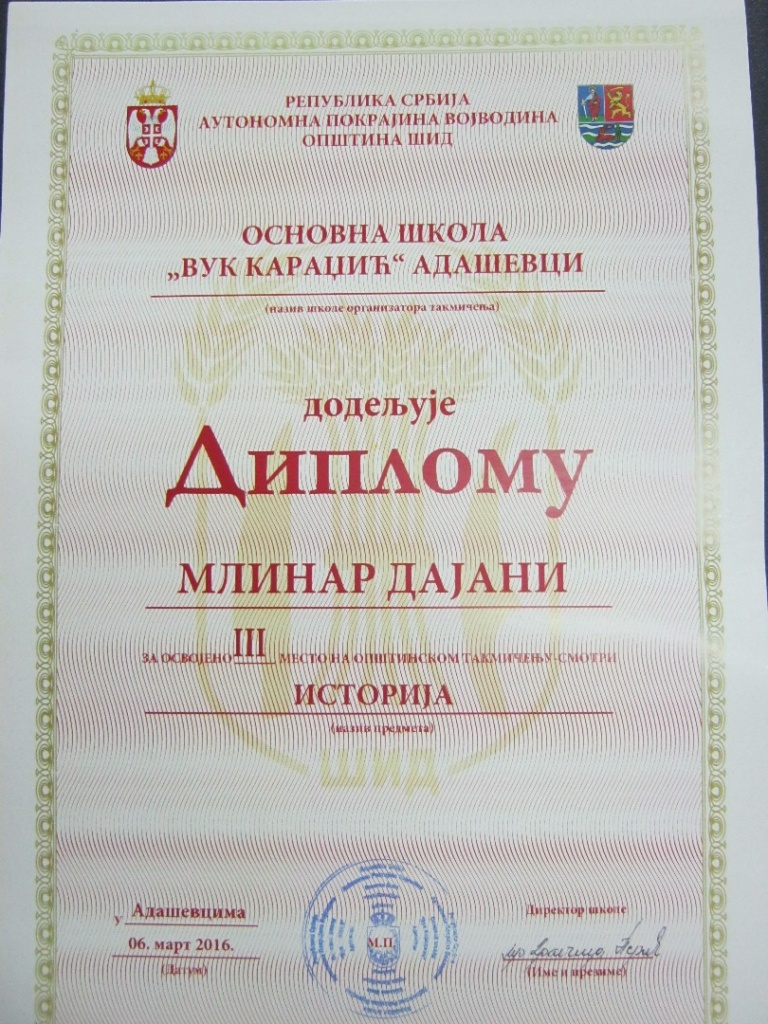 РЕПУБЛИКА СРБИЈА
АУТОНОМНА ПОКРАЈИНА ВОЈВОДИНА
ОПШТИНА ШИД
ОСНОВНА ШКОЛА
„ВУК КАРАЏИЋ“ АДАШЕВЦИ
(назив школе организатора такмичења)
додељује
Диплому
МЛИНАР ДАЈАНИ
ЗА ОСВОЈЕНО III МЕСТО НА ОПШТИНСКОМ ТАКМИЧЕЊУ-СМОТРИ
ИСТОРИЈА
(назив предмета)
ШИД
у Адашевцима
06. март 2016.
(Датум)
М.П.
Директор школе
(Име и презиме)